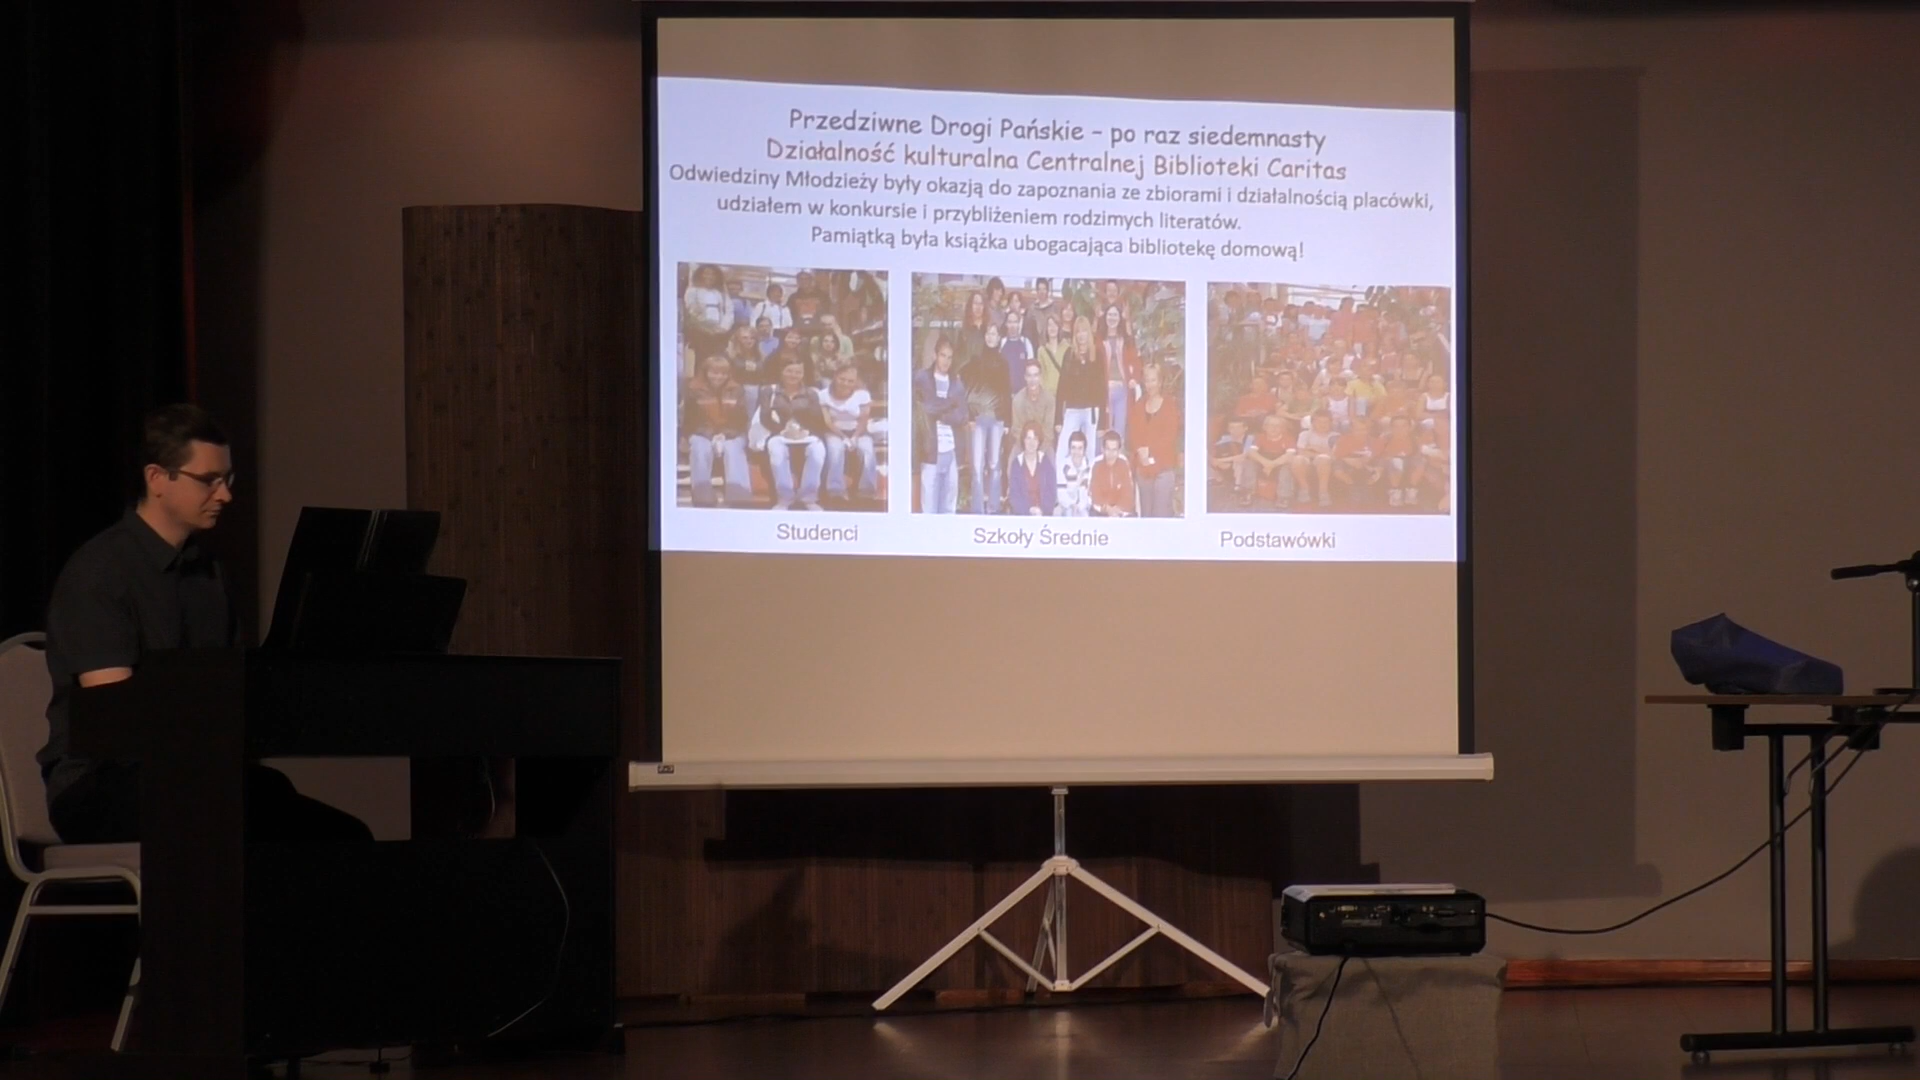 Przedziwne Drogi Pańskie – po raz siedemnasty
Działalność kulturalna Centralnej Biblioteki Caritas
Odwiedziny Młodzieży były okazją do zapoznania ze zbiorami i działalnością placówki,
udziałem w konkursie i przybliżeniem rodzimych literatów.
Pamiątką była książka ubogacająca bibliotekę domową!
Studenci
Szkoły Średnie
Podstawówki